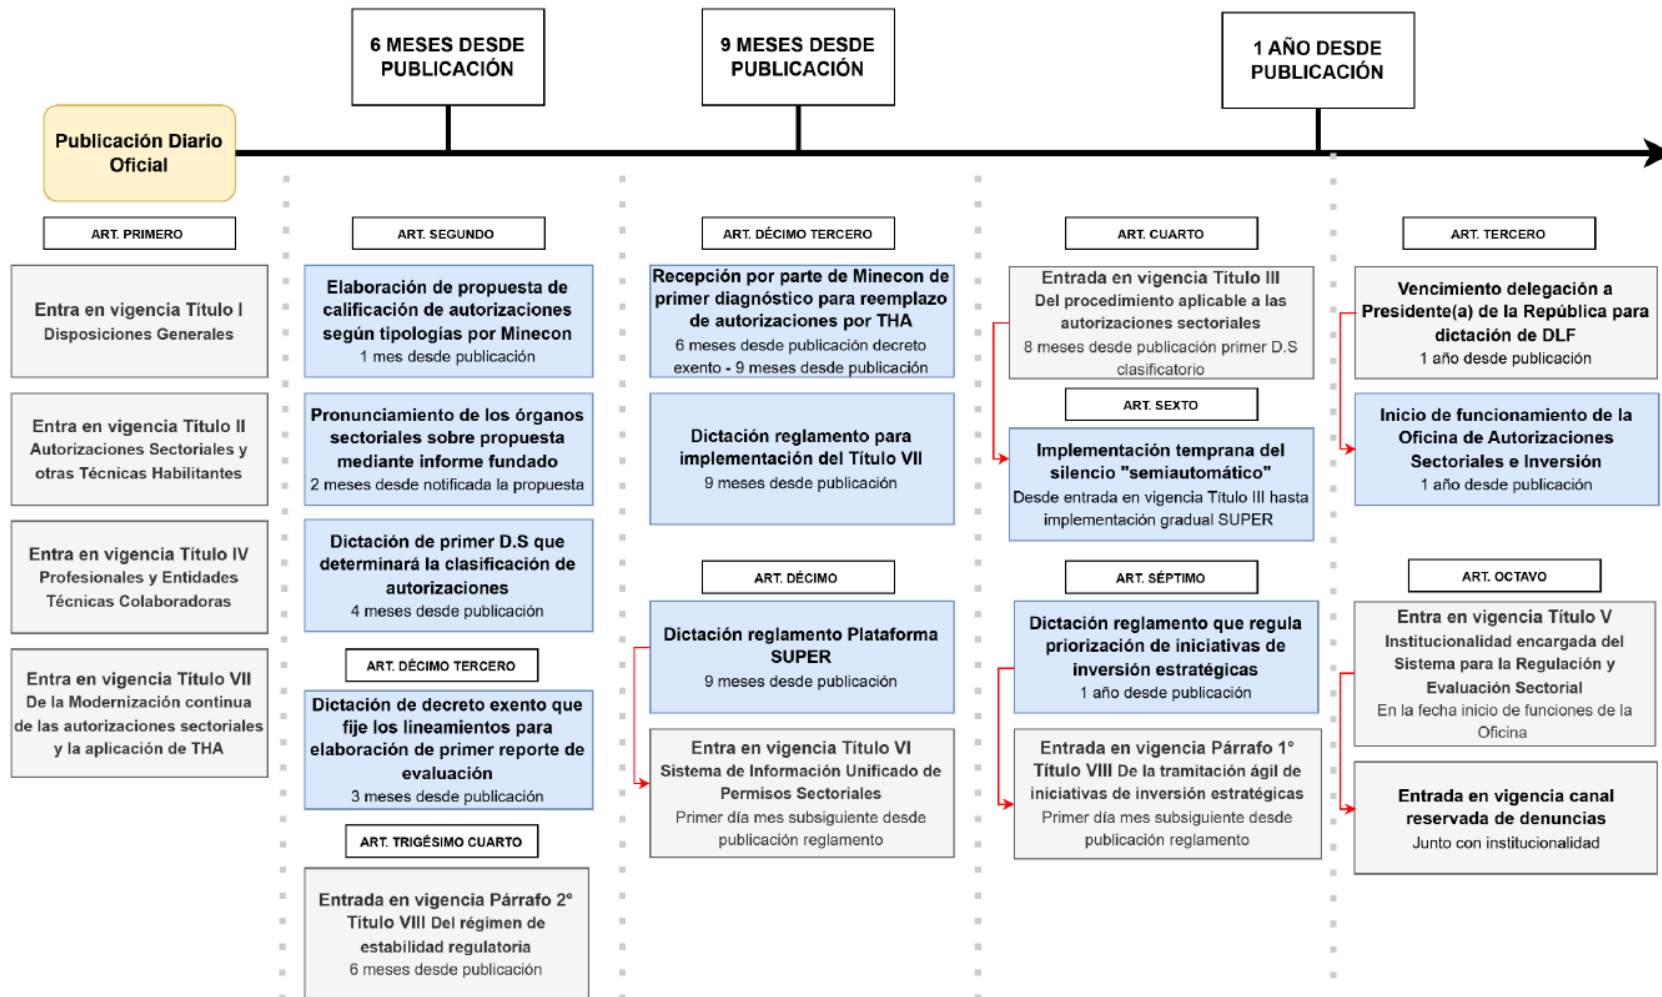 6 MESES DESDE
PUBLICACIÓN
9 MESES DESDE
PUBLICACIÓN
1 AÑO DESDE
PUBLICACIÓN
Publicación Diario
Oficial
ART. PRIMERO
Entra en vigencia Título I
Disposiciones Generales
Entra en vigencia Título II
Autorizaciones Sectoriales y
otras Técnicas Habilitantes
Entra en vigencia Título IV
Profesionales y Entidades
Técnicas Colaboradoras
Entra en vigencia Título VII
De la Modernización continua
de las autorizaciones sectoriales
y la aplicación de THA
ART. SEGUNDO
Elaboración de propuesta de
calificación de autorizaciones
según tipologías por Minecon
1 mes desde publicación
Pronunciamiento de los órganos
sectoriales sobre propuesta
mediante informe fundado
2 meses desde notificada la propuesta
Dictación de primer D.S que
determinará la clasificación de
autorizaciones
4 meses desde publicación
ART. DÉCIMO TERCERO
Dictación de decreto exento que
fije los lineamientos para
elaboración de primer reporte de
evaluación
3 meses desde publicación
ART. TRIGÉSIMO CUARTO
Entrada en vigencia Párrafo 2°
Título VIII Del régimen de
estabilidad regulatoria
6 meses desde publicación
ART. DÉCIMO TERCERO
Recepción por parte de Minecon de
primer diagnóstico para reemplazo
de autorizaciones por THA
6 meses desde publicación decreto
exento - 9 meses desde publicación
Dictación reglamento para
implementación del Título VII
9 meses desde publicación
ART. DÉCIMO
Dictación reglamento Plataforma
SUPER
9 meses desde publicación
Entra en vigencia Título VI
Sistema de Información Unificado de
Permisos Sectoriales
Primer día mes subsiguiente desde
publicación reglamento
ART. CUARTO
Entrada en vigencia Título III
Del procedimiento aplicable a las
autorizaciones sectoriales
8 meses desde publicación primer D.S
clasificatorio
ART. SEXTO
Implementación temprana del
silencio "semiautomático"
Desde entrada en vigencia Título III hasta
implementación gradual SUPER
ART. SÉPTIMO
Dictación reglamento que regula
priorización de iniciativas de
inversión estratégicas
1 año desde publicación
Entrada en vigencia Párrafo 1°
Título VIII De la tramitación ágil de
iniciativas de inversión estratégicas
Primer día mes subsiguiente desde
publicación reglamento
ART. TERCERO
Vencimiento delegación a
Presidente(a) de la República para
dictación de DLF
1 año desde publicación
Inicio de funcionamiento de la
Oficina de Autorizaciones
Sectoriales e Inversión
1 año desde publicación
ART. OCTAVO
Entra en vigencia Título V
Institucionalidad encargada del
Sistema para la Regulación y
Evaluación Sectorial
En la fecha inicio de funciones de la
Oficina
Entrada en vigencia canal
reservada de denuncias
Junto con institucionalidad